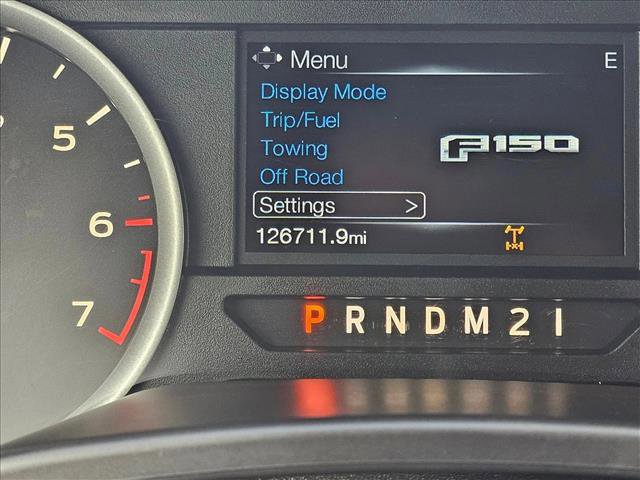 Menu E
Display Mode
Trip/Fuel
Towing
F150
Off Road
Settings >
126711.9mi
5
6
7
P R N D M 2 1